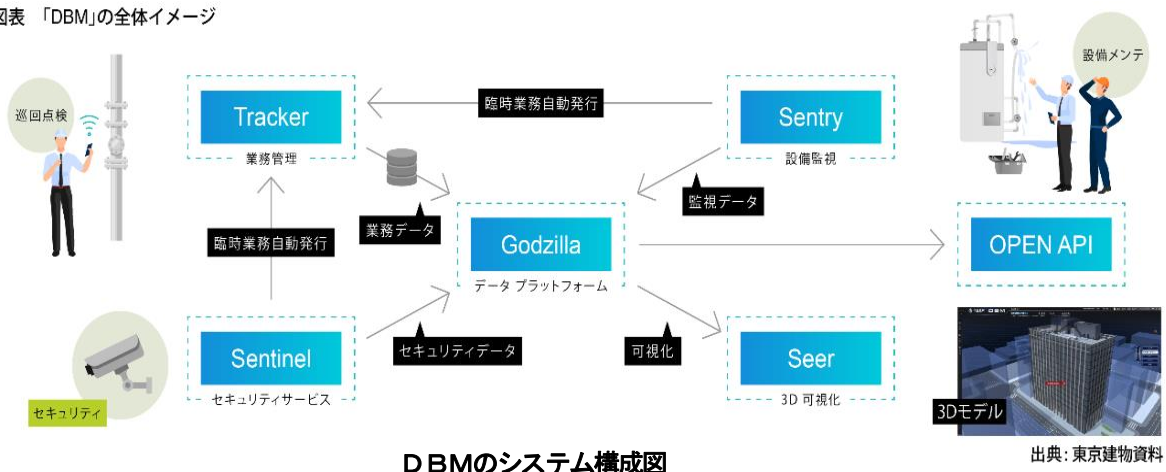 図表 「DBM」の全体イメージ
巡回点検
Tracker
業務管理
臨時業務自動発行
Sentry
設備監視
設備メンテ
業務データ
監視データ
臨時業務自動発行
Godzilla
データ プラットフォーム
OPEN API
Sentinel
セキュリティサービス
セキュリティデータ
可視化
Seer
3D 可視化
セキュリティ
3Dモデル
出典：東京建物資料
DBMのシステム構成図